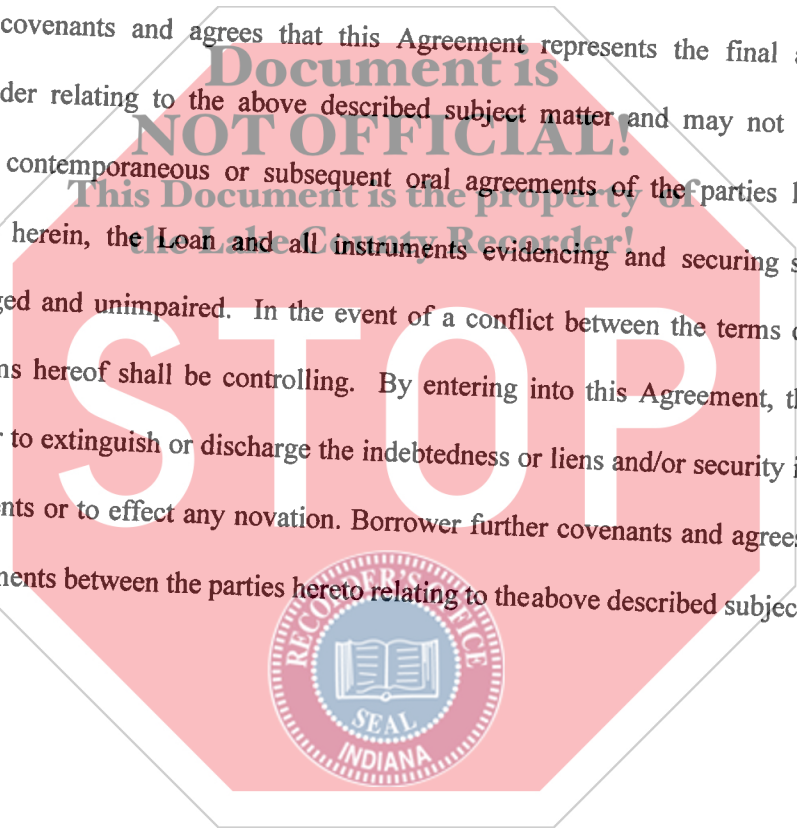 covenants and agrees that this Agreement represents the final
Document is
der relating to the above described subject matter and may not
NOT OFFICIAL!
contemporaneous or subsequent oral agreements of the parties
This Document is the property of
herein, the Loan and all instruments evidencing and securing
the Lake County Recorder!
ged and unimpaired. In the event of a conflict between the terms
STOP
ns hereof shall be controlling. By entering into this Agreement, th
r to extinguish or discharge the indebtedness or liens and/or security
nts or to effect any novation. Borrower further covenants and agrees
nents between the parties hereto relating to the above described subjec
RECORDER'S OFFICE
SEAL
INDIANA